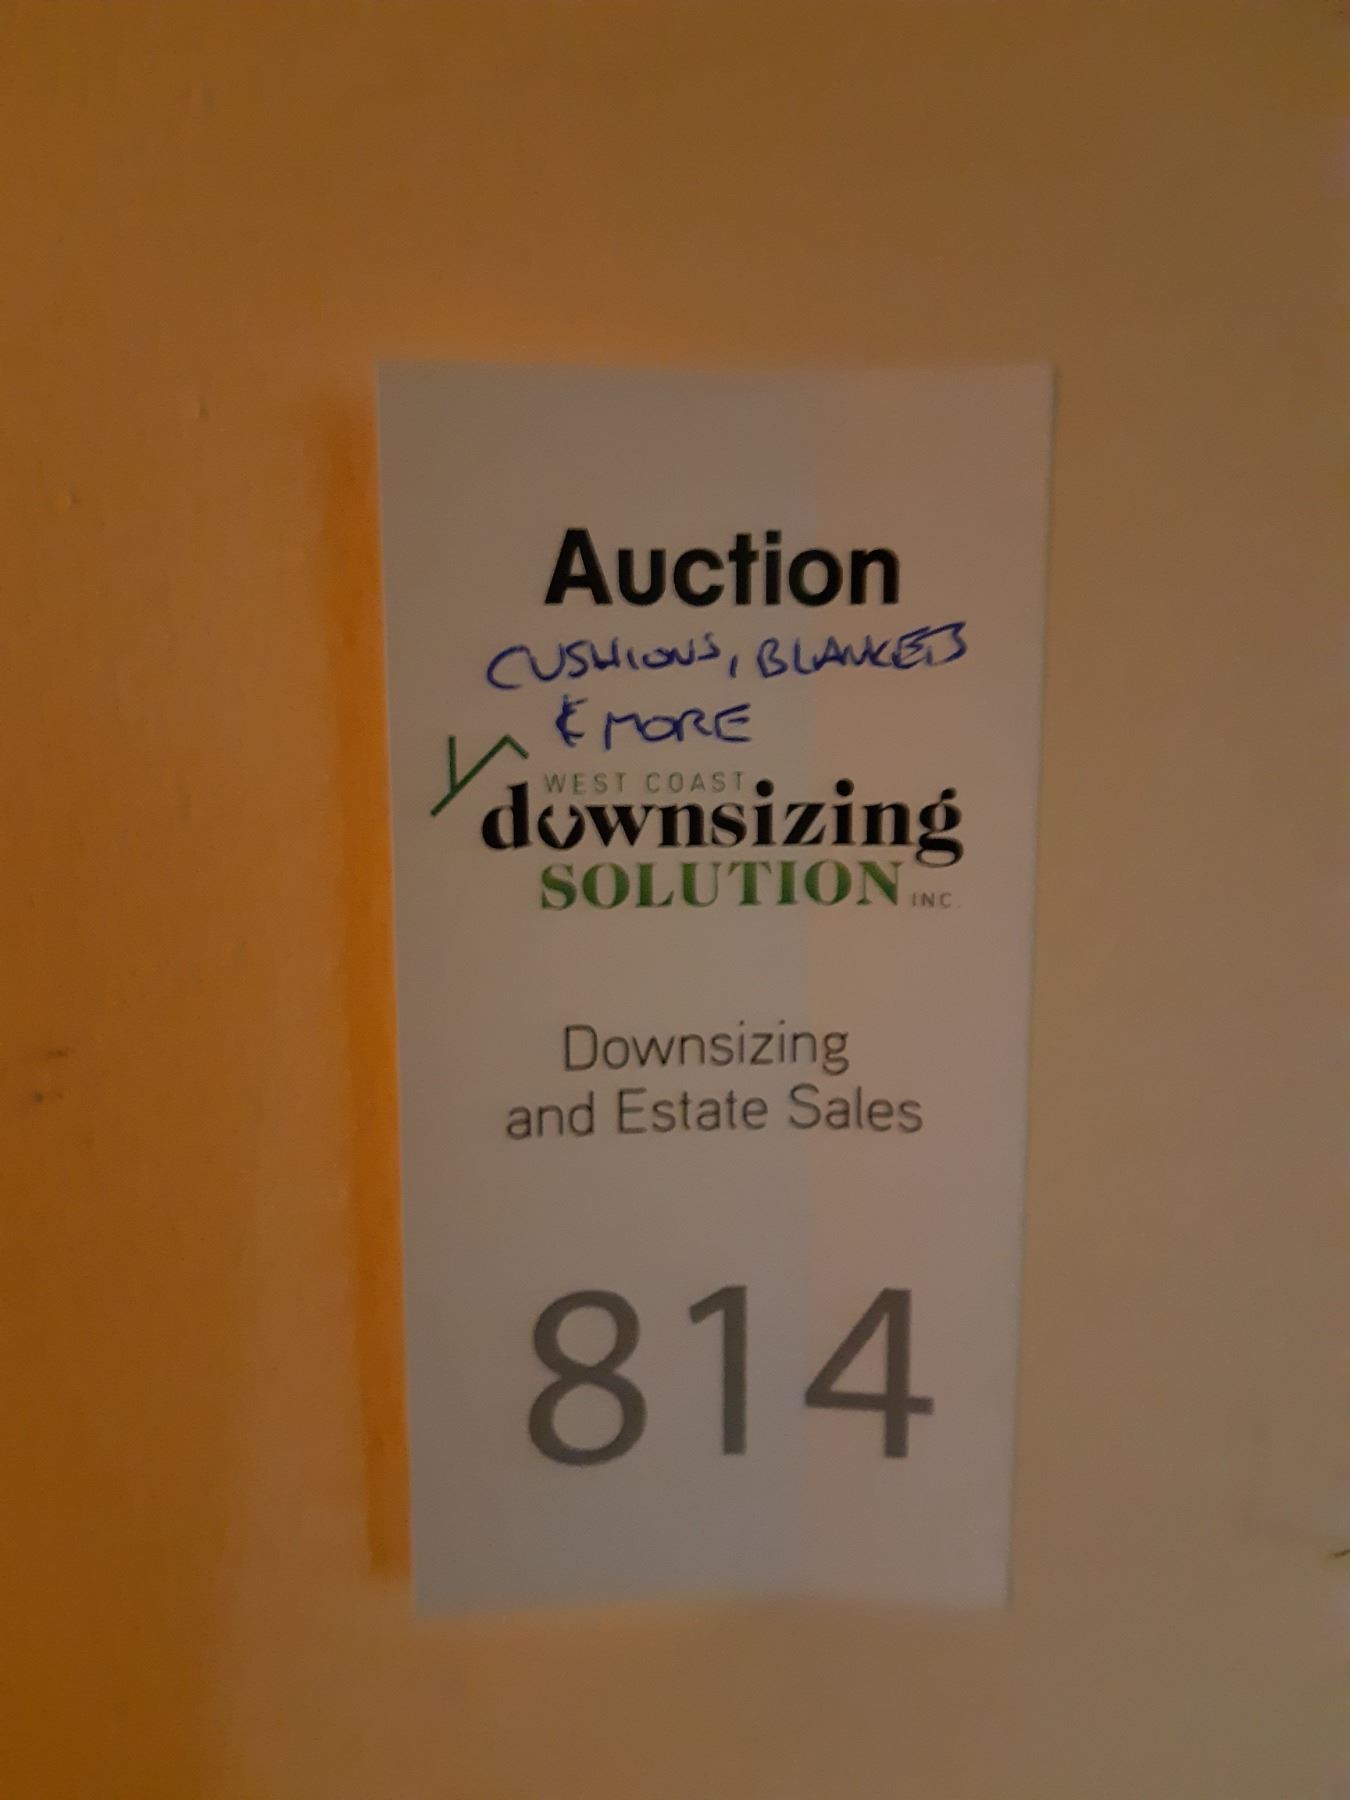 Auction
CUSHIONS, BLANKETS
& MORE
WEST COAST
downsizing
SOLUTION INC.
Downsizing
and Estate Sales
814